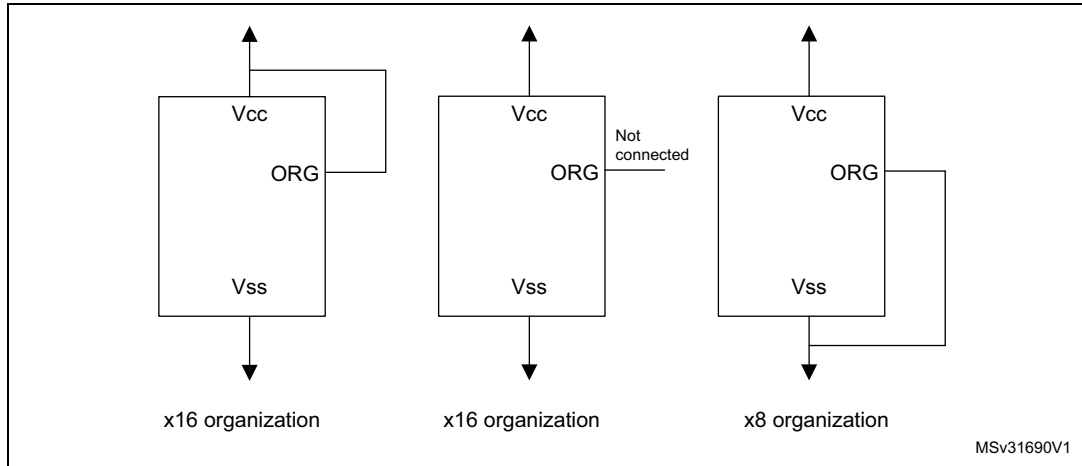 Vcc
ORG
Vss
x16 organization
Vcc
Not
connected
ORG
Vss
x16 organization
Vcc
ORG
Vss
x8 organization
MSv31690V1